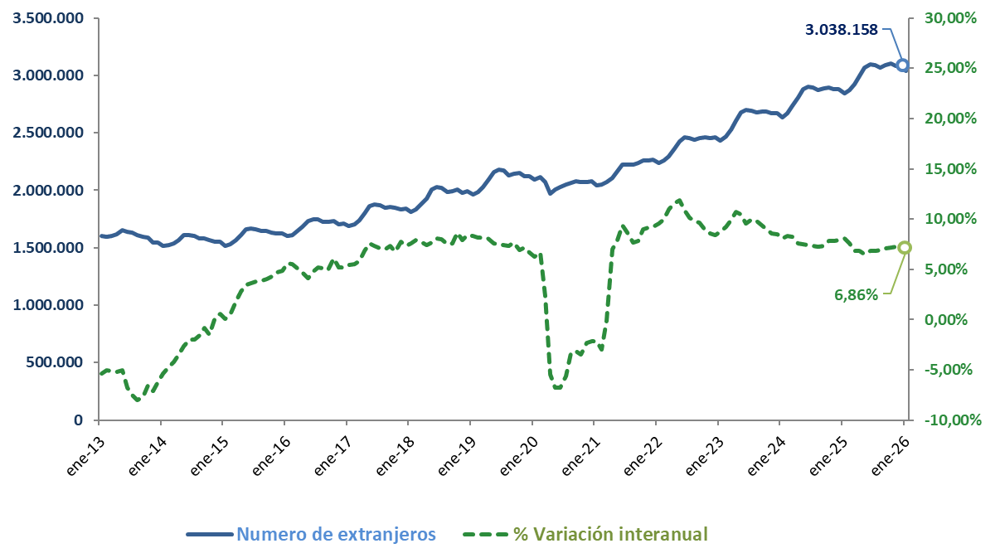 3.500.000
3.000.000
2.500.000
2.000.000
1.500.000
1.000.000
500.000
0
30,00%
25,00%
20,00%
15,00%
10,00%
5,00%
0,00%
-5,00%
-10,00%
3.038.158
6,86%
ene-13
ene-14
ene-15
ene-16
ene-17
ene-18
ene-19
ene-20
ene-21
ene-22
ene-23
ene-24
ene-25
ene-26
Numero de extranjeros
% Variación interanual